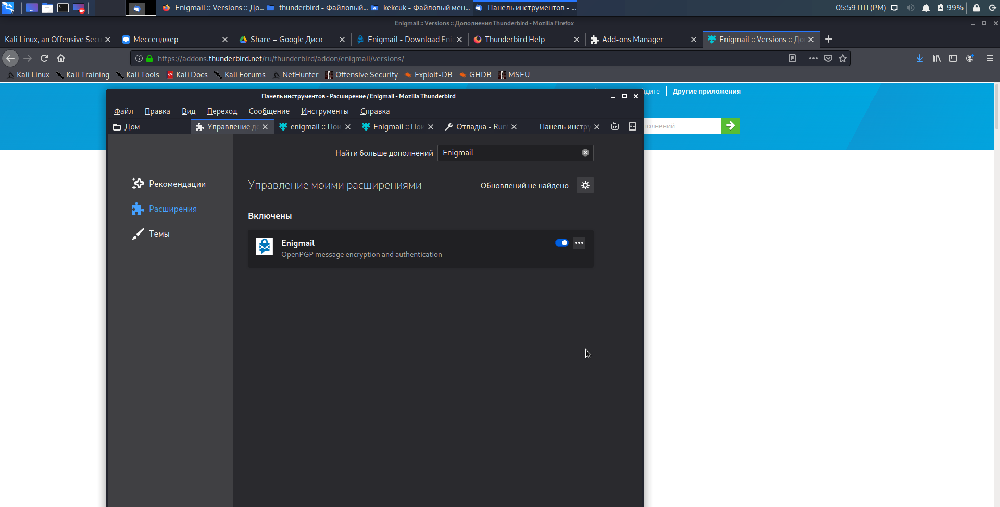 Enigmail :: Versions :: До...
thunderbird - Файловый...
kekcuk - Файловый мен...
Панель инструментов - ...
05:59 ПП (PM)
99%
Enigmail :: Versions :: Дополнения Thunderbird - Mozilla Firefox
Kali Linux, an Offensive Secu
Мессенджер
Share – Google Диск
Enigmail - Download Eni
Thunderbird Help
Add-ons Manager
Enigmail :: Versions :: До
https://addons.thunderbird.net/ru/thunderbird/addon/enigmail/versions/
Kali Linux
Kali Training
Kali Tools
Kali Docs
Kali Forums
NetHunter
Offensive Security
Exploit-DB
GHDB
MSFU
йдите
Другие приложения
полнений
Панель инструментов - Расширение / Enigmail - Mozilla Thunderbird
Файл
Правка
Вид
Переход
Сообщение
Инструменты
Справка
Дом
Управление до
enigmail :: Пои
Enigmail :: Пои
Отладка - Run
Панель инстру
Найти больше дополнений
Enigmail
Рекомендации
Расширения
Темы
Управление моими расширениями
Обновлений не найдено
Включены
Enigmail
OpenPGP message encryption and authentication